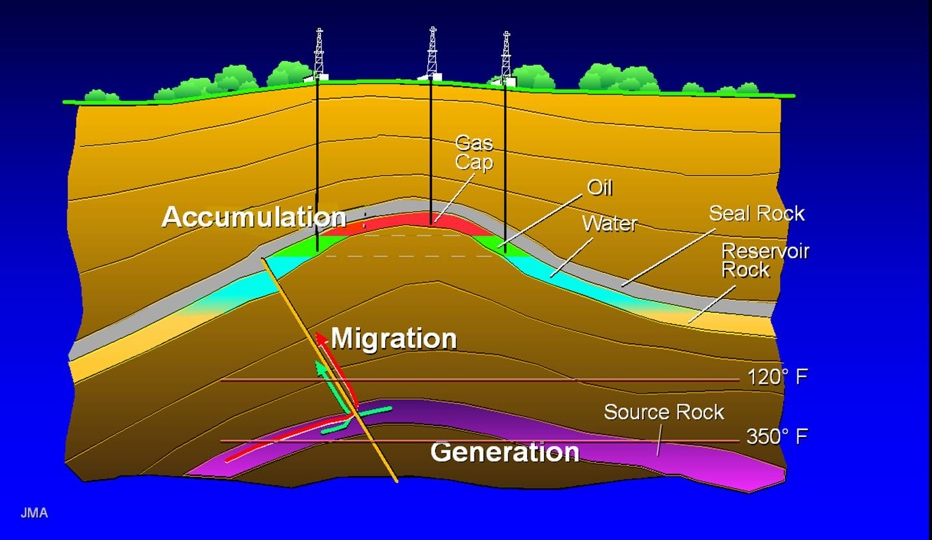 Gas
Cap
Oil
Accumulation
Water
Seal Rock
Reservoir
Rock
Migration
120° F
Source Rock
350° F
Generation
JMA